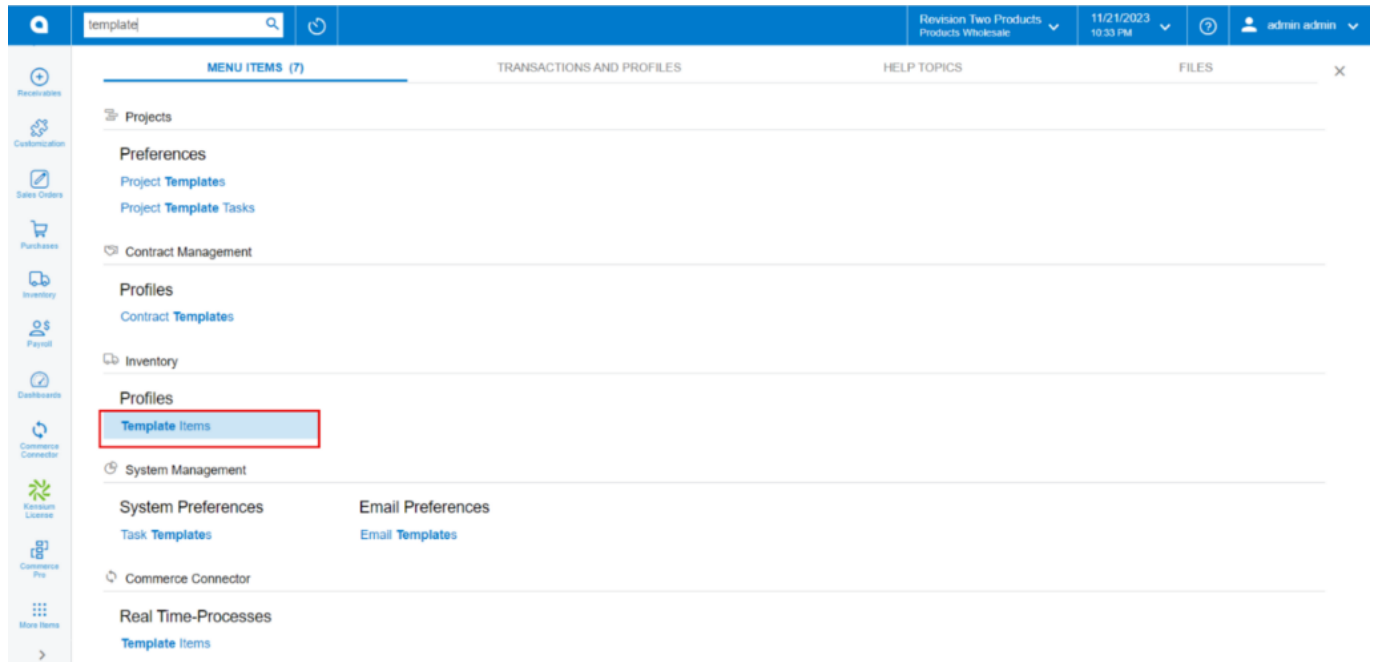 template
Revision Two Products
Products Wholesale
11/21/2023
10:33 PM
admin admin
MENU ITEMS (7)
TRANSACTIONS AND PROFILES
HELP TOPICS
FILES
Receivables
Customization
Sales Orders
Purchases
Inventory
Payroll
Dashboards
Commerce
Connector
Kensium
License
Commerce
Pro
More Items
Projects
Preferences
Project Templates
Project Template Tasks
Contract Management
Profiles
Contract Templates
Inventory
Profiles
Template Items
System Management
System Preferences
Email Preferences
Task Templates
Email Templates
Commerce Connector
Real Time-Processes
Template Items